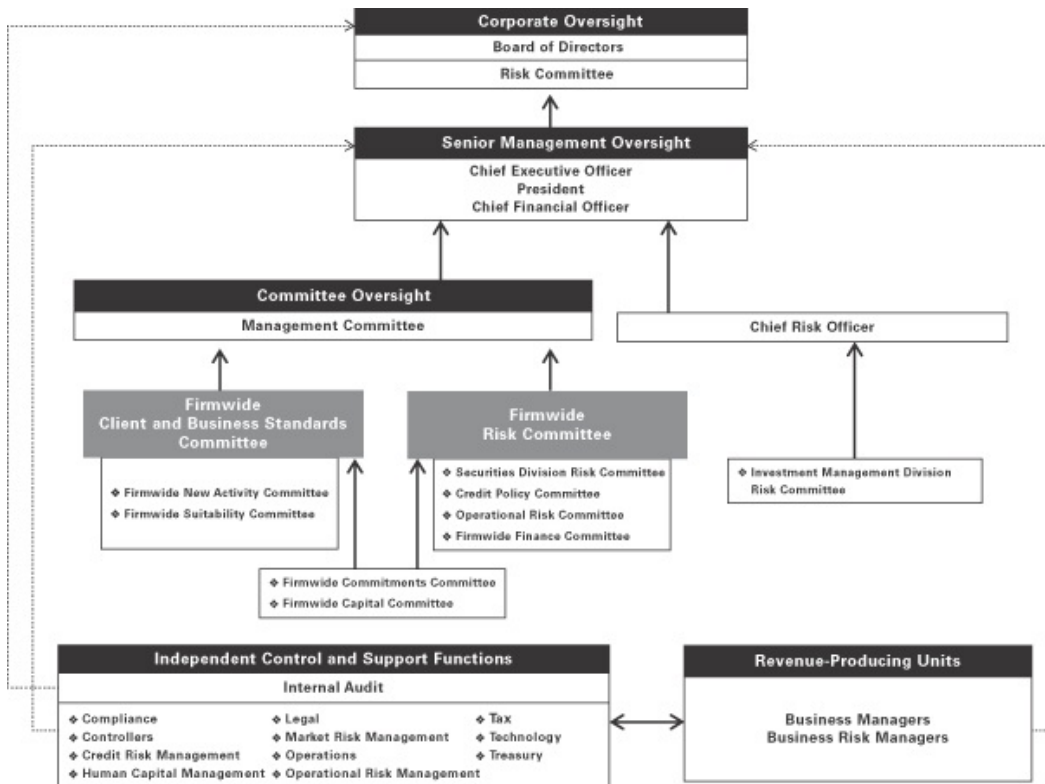 Corporate Oversight
Board of Directors
Risk Committee
Senior Management Oversight
Chief Executive Officer
President
Chief Financial Officer
Committee Oversight
Management Committee
Chief Risk Officer
Firmwide
Client and Business Standards
Committee
❖ Firmwide New Activity Committee
❖ Firmwide Suitability Committee
Firmwide
Risk Committee
❖ Securities Division Risk Committee
❖ Credit Policy Committee
❖ Operational Risk Committee
❖ Firmwide Finance Committee
❖ Investment Management Division
Risk Committee
❖ Firmwide Commitments Committee
❖ Firmwide Capital Committee
Independent Control and Support Functions
Internal Audit
❖ Compliance
❖ Controllers
❖ Credit Risk Management
❖ Human Capital Management
❖ Legal
❖ Market Risk Management
❖ Operations
❖ Operational Risk Management
❖ Tax
❖ Technology
❖ Treasury
Revenue-Producing Units
Business Managers
Business Risk Managers